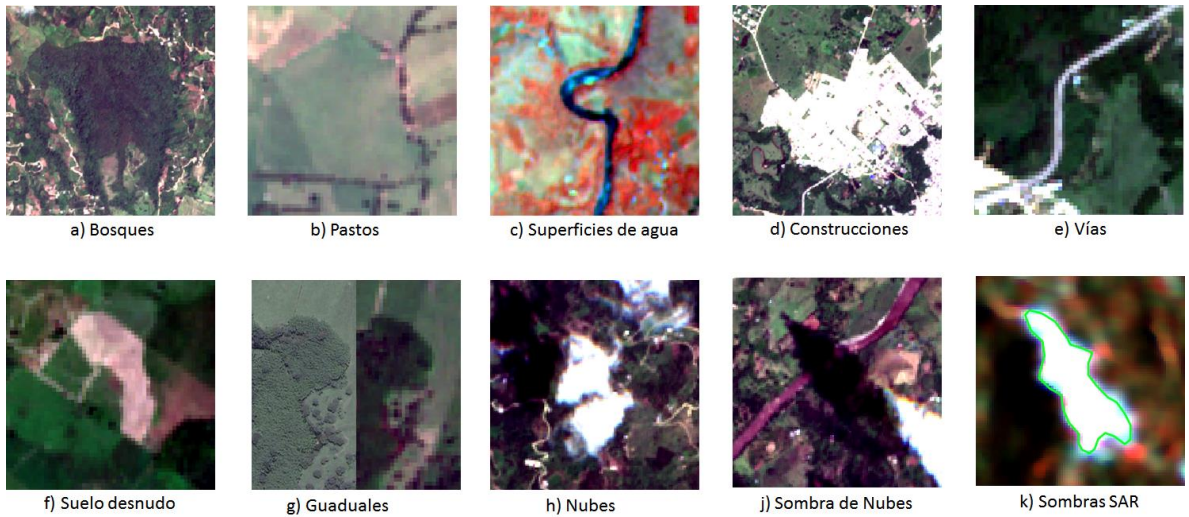 a) Bosques
b) Pastos
c) Superficies de agua
d) Construcciones
e) Vías
f) Suelo desnudo
g) Guaduales
h) Nubes
j) Sombra de Nubes
k) Sombras SAR